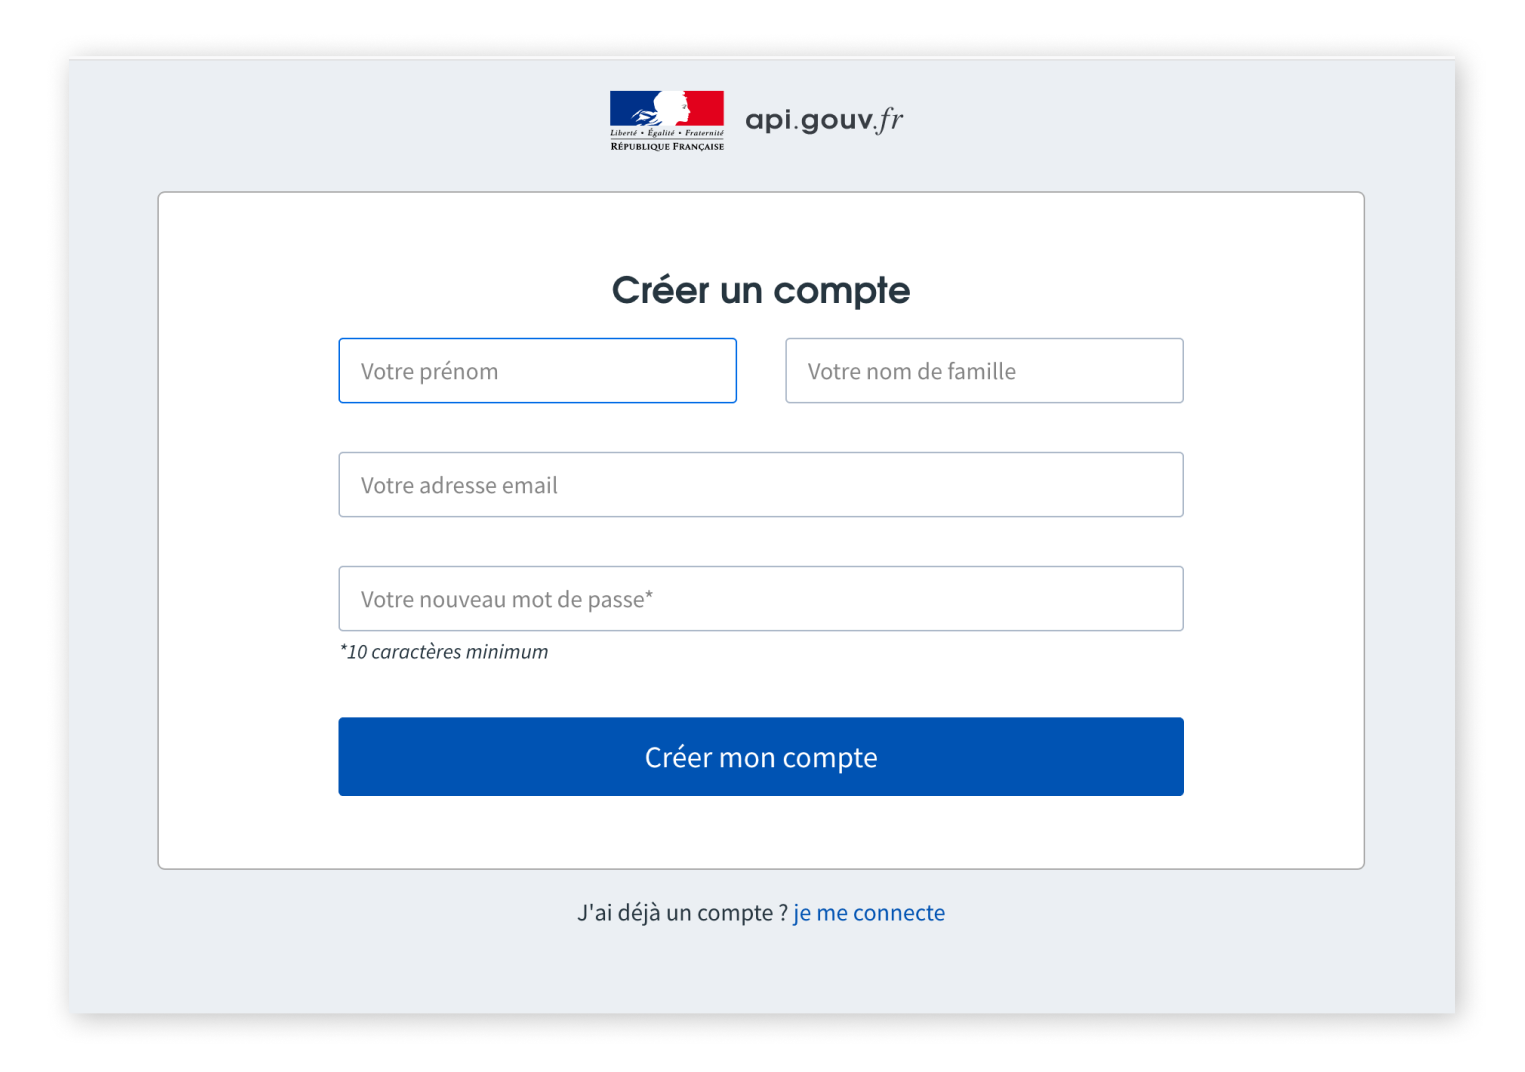 Liberté • Égalité • Fraternité
RÉPUBLIQUE FRANÇAISE
api.gouv.fr
Créer un compte
Votre prénom
Votre nom de famille
Votre adresse email
Votre nouveau mot de passe*
*10 caractères minimum
Créer mon compte
J'ai déjà un compte ? je me connecte